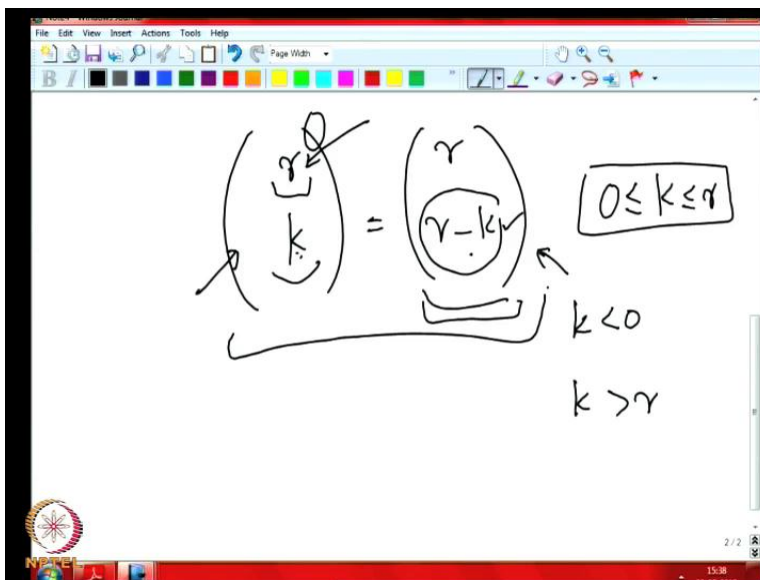 File Edit View Insert Actions Tools Help
Page Width
B I
( r k ) = ( r r - k ) 0 ≤ k ≤ r
k < 0
k > r
2 / 2
NPTEL
15:38